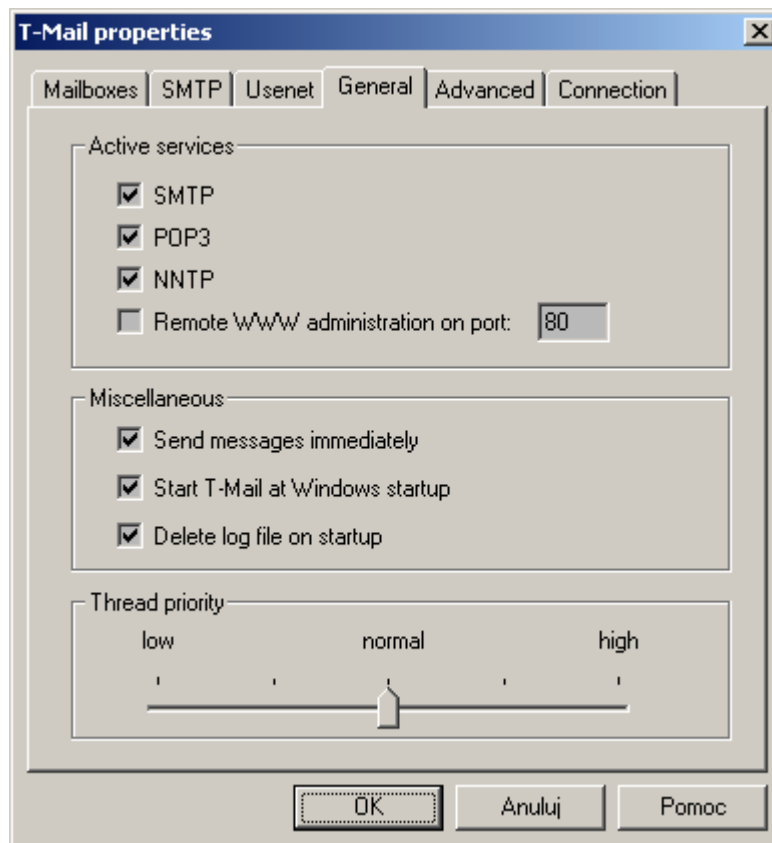 T-Mail properties
Mailboxes SMTP Usenet General Advanced Connection
Active services
SMTP
POP3
NNTP
Remote WWW administration on port: 80
Miscellaneous
Send messages immediately
Start T-Mail at Windows startup
Delete log file on startup
Thread priority
low normal high
OK Anuluj Pomoc